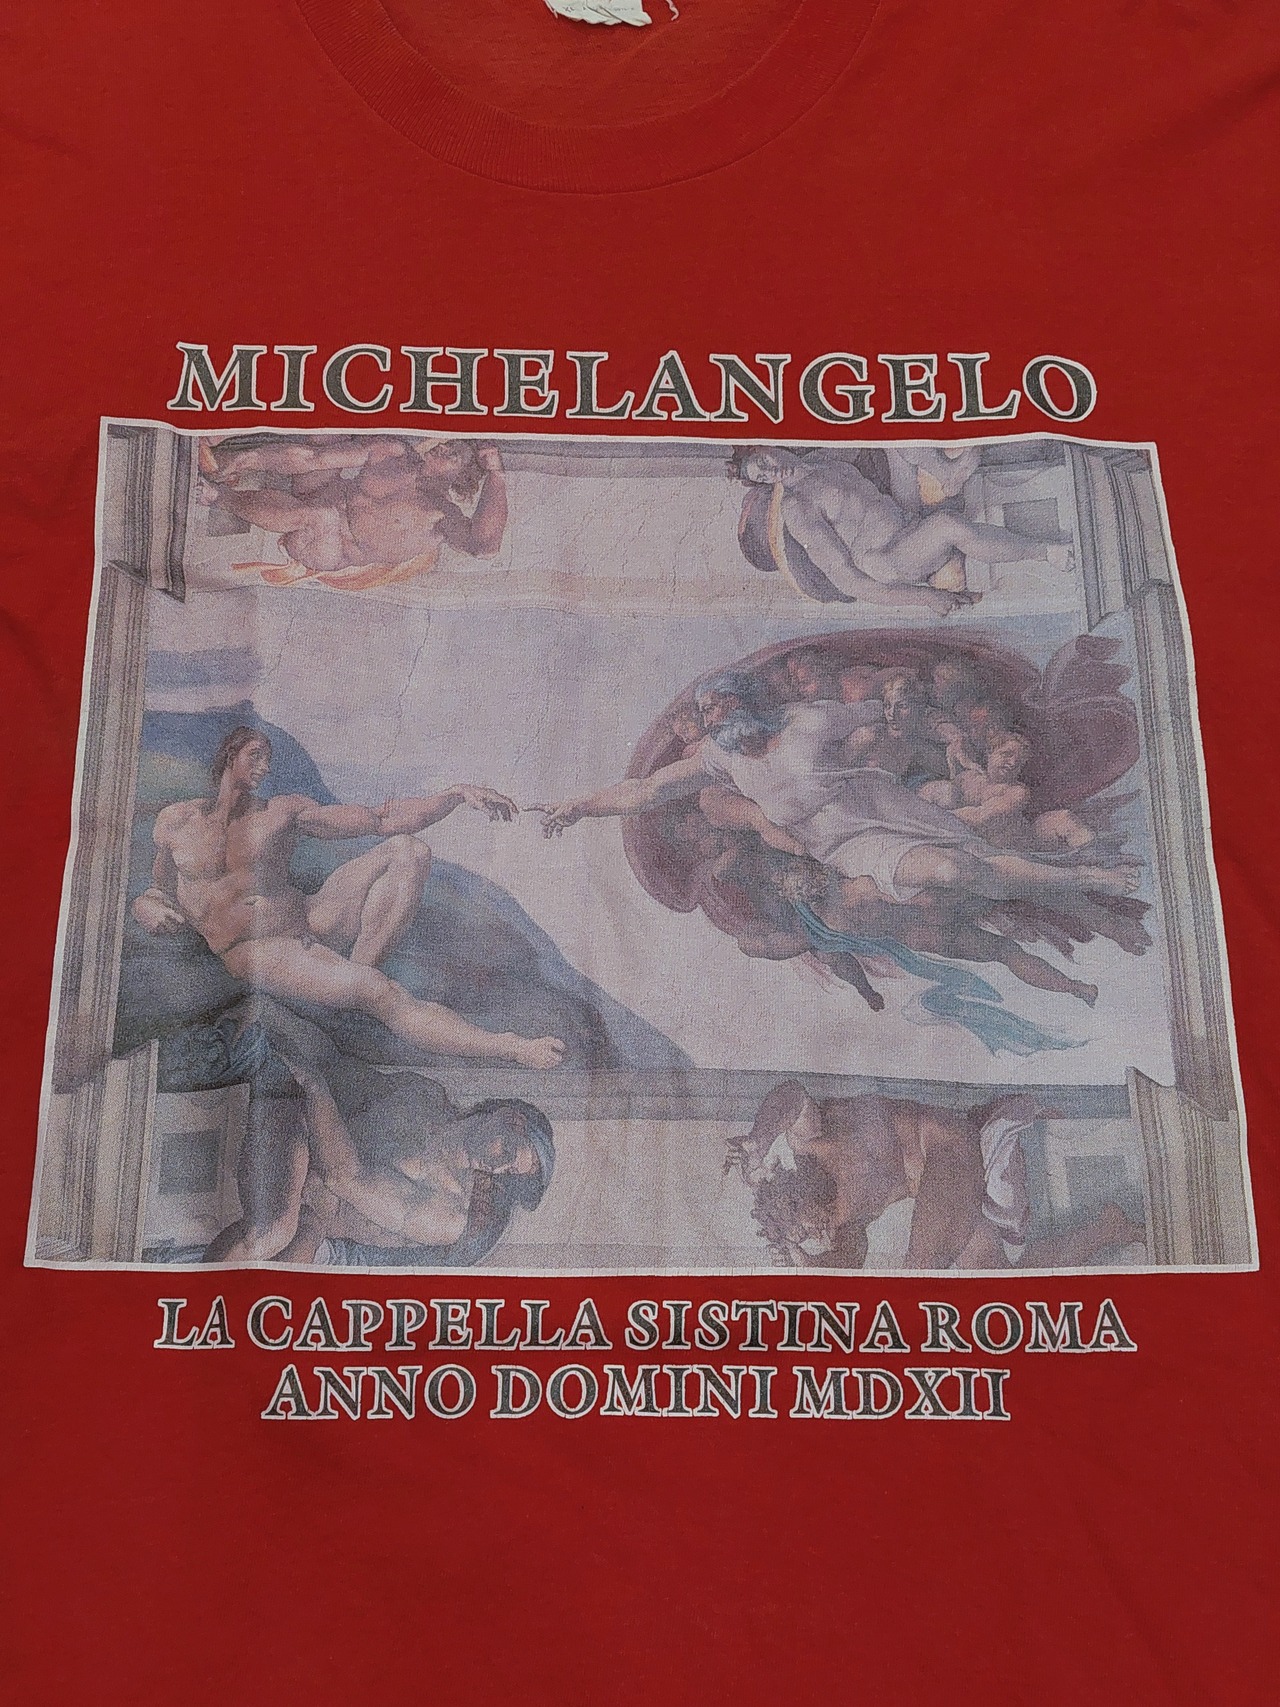 MICHELANGELO
LA CAPPELLA SISTINA ROMA
ANNO DOMINI MDXII